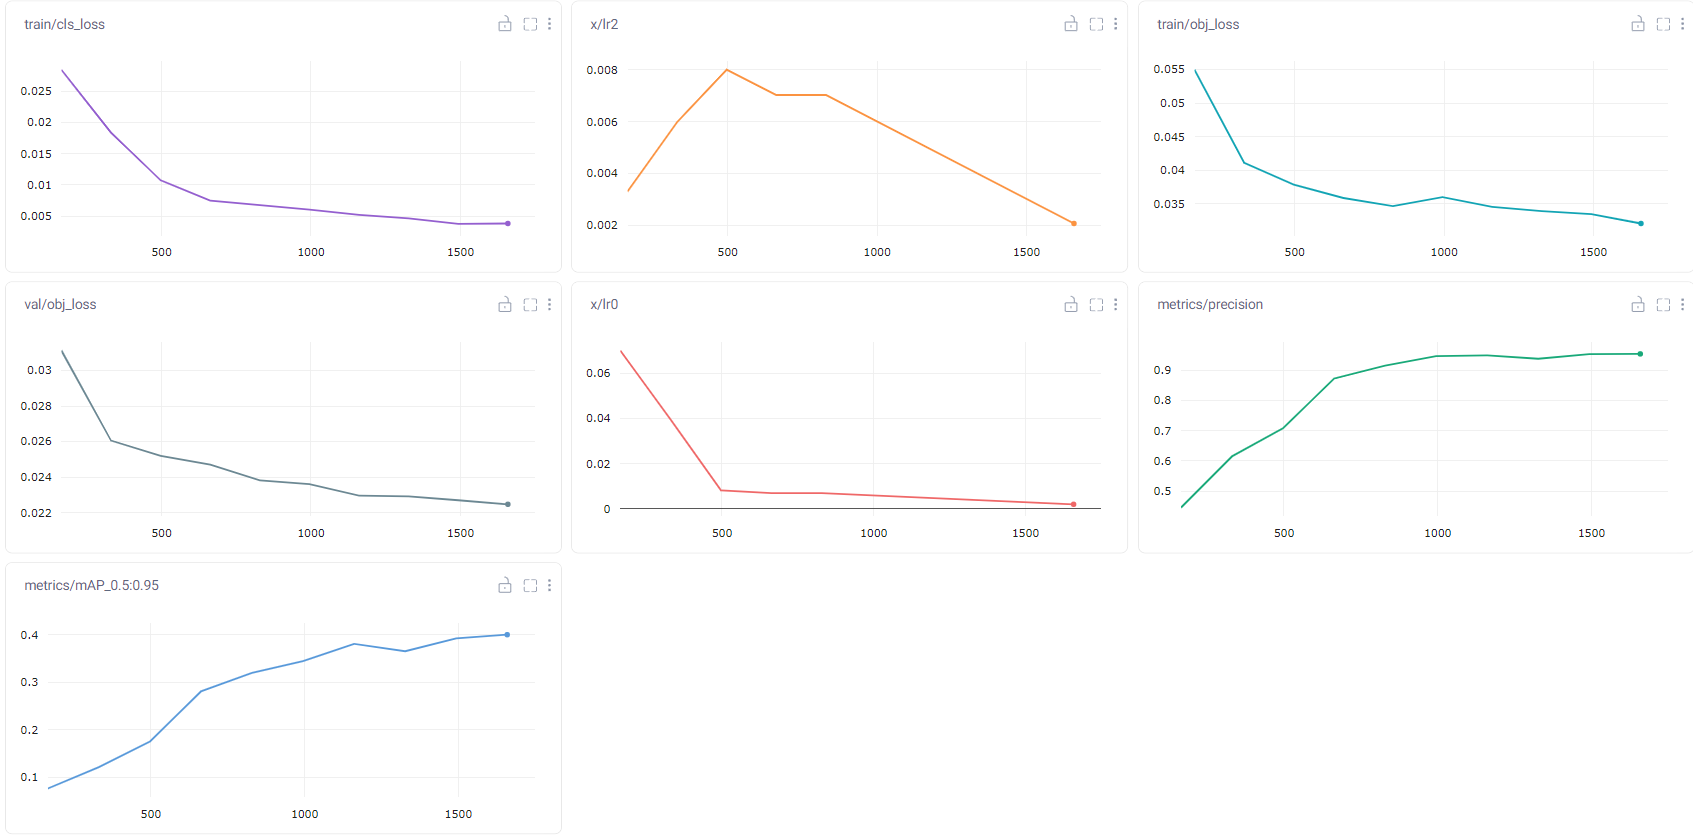 train/cls_loss
0.025
0.02
0.015
0.01
0.005
500 1000 1500
x/lr2
0.008
0.006
0.004
0.002
500 1000 1500
train/obj_loss
0.055
0.05
0.045
0.04
0.035
500 1000 1500
val/obj_loss
0.03
0.028
0.026
0.024
0.022
500 1000 1500
x/lr0
0.06
0.04
0.02
0
500 1000 1500
metrics/precision
0.9
0.8
0.7
0.6
0.5
500 1000 1500
metrics/mAP_0.5:0.95
0.4
0.3
0.2
0.1
500 1000 1500